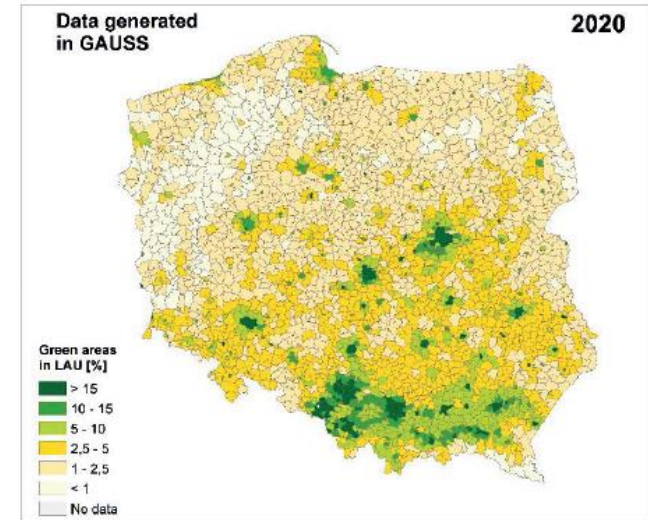 Data generated
in GAUSS
2020
Green areas
in LAU [%]
> 15
10 - 15
5 - 10
2,5 - 5
1 - 2,5
< 1
No data